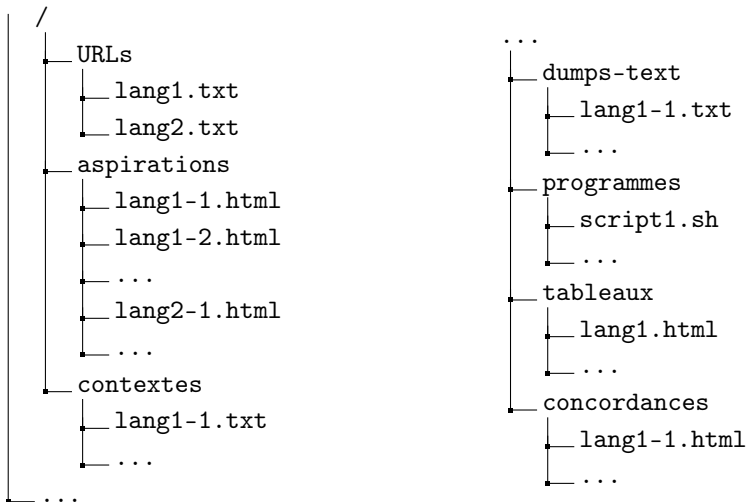 /
URLs
lang1.txt
lang2.txt
aspirations
lang1-1.html
lang1-2.html
...
lang2-1.html
...
contextes
lang1-1.txt
...
...
...
dumps-text
lang1-1.txt
...
programmes
script1.sh
...
tableaux
lang1.html
...
concordances
lang1-1.html
...